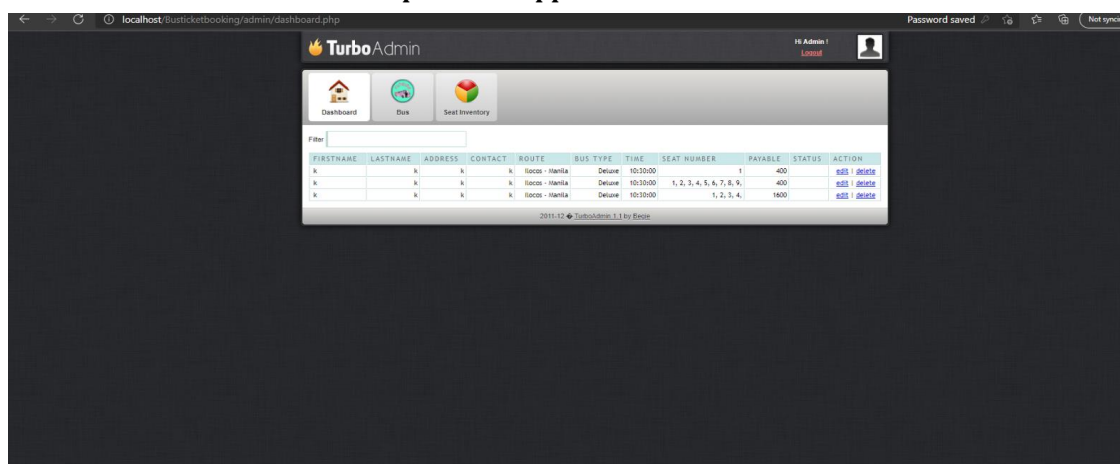 localhost/Busticketbooking/admin/dashboard.php
Password saved
Not syncin
TurboAdmin
Hi Admin !
Logout
Dashboard
Bus
Seat Inventory
Filter
FIRSTNAME LASTNAME ADDRESS CONTACT ROUTE BUS TYPE TIME SEAT NUMBER PAYABLE STATUS ACTION
k k k k Ilocos - Manila Deluxe 10:30:00 1 400 edit | delete
k k k k Ilocos - Manila Deluxe 10:30:00 1, 2, 3, 4, 5, 6, 7, 8, 9, 400 edit | delete
k k k k Ilocos - Manila Deluxe 10:30:00 1, 2, 3, 4, 1600 edit | delete
2011-12 � TurboAdmin 1.1 by Begie